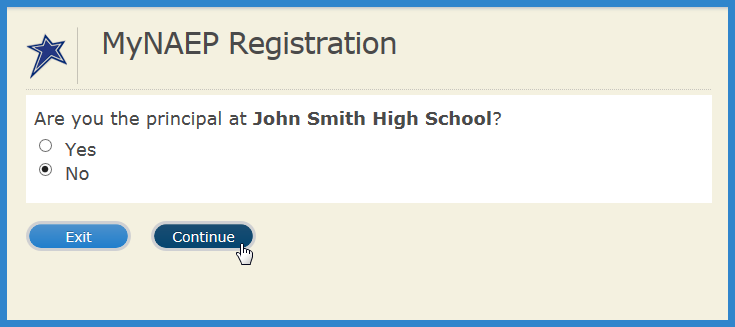 MyNAEP Registration
Are you the principal at John Smith High School?
Yes
No
Exit
Continue